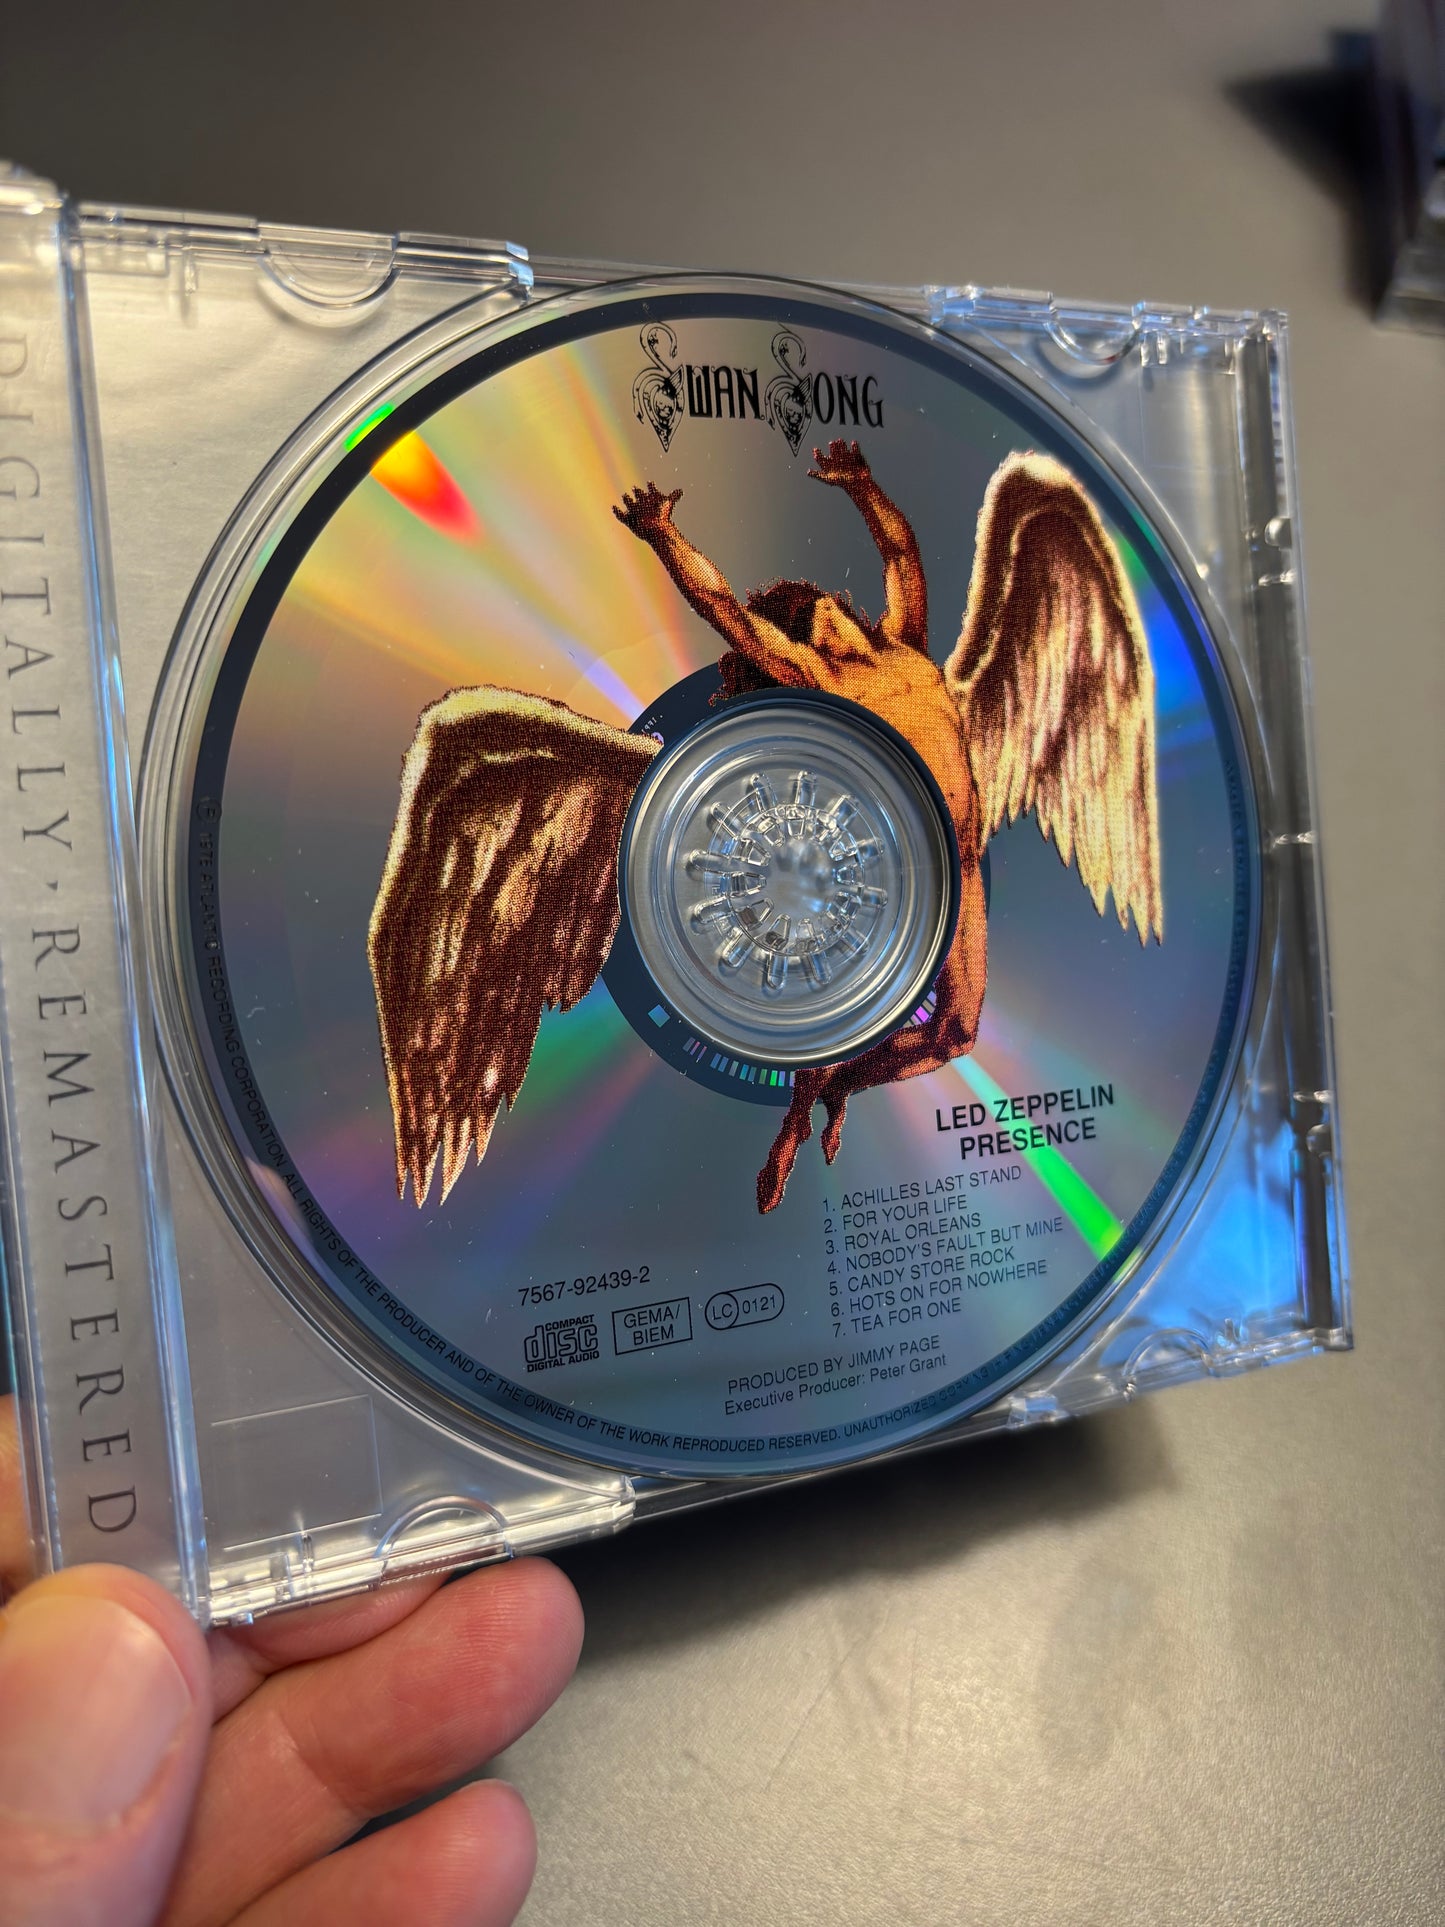 DIGITALLY·REMASTERED
SWAN SONG
LED ZEPPELIN
PRESENCE
1. ACHILLES LAST STAND
2. FOR YOUR LIFE
3. ROYAL ORLEANS
4. NOBODY'S FAULT BUT MINE
5. CANDY STORE ROCK
6. HOTS ON FOR NOWHERE
7. TEA FOR ONE
7567-92439-2
COMPACT
disc
DIGITAL AUDIO
GEMA/
BIEM
LC 0121
PRODUCED BY JIMMY PAGE
Executive Producer: Peter Grant
℗ 1976 ATLANTIC RECORDING CORPORATION. ALL RIGHTS OF THE PRODUCER AND OF THE OWNER OF THE WORK REPRODUCED RESERVED. UNAUTHORIZED COPYING